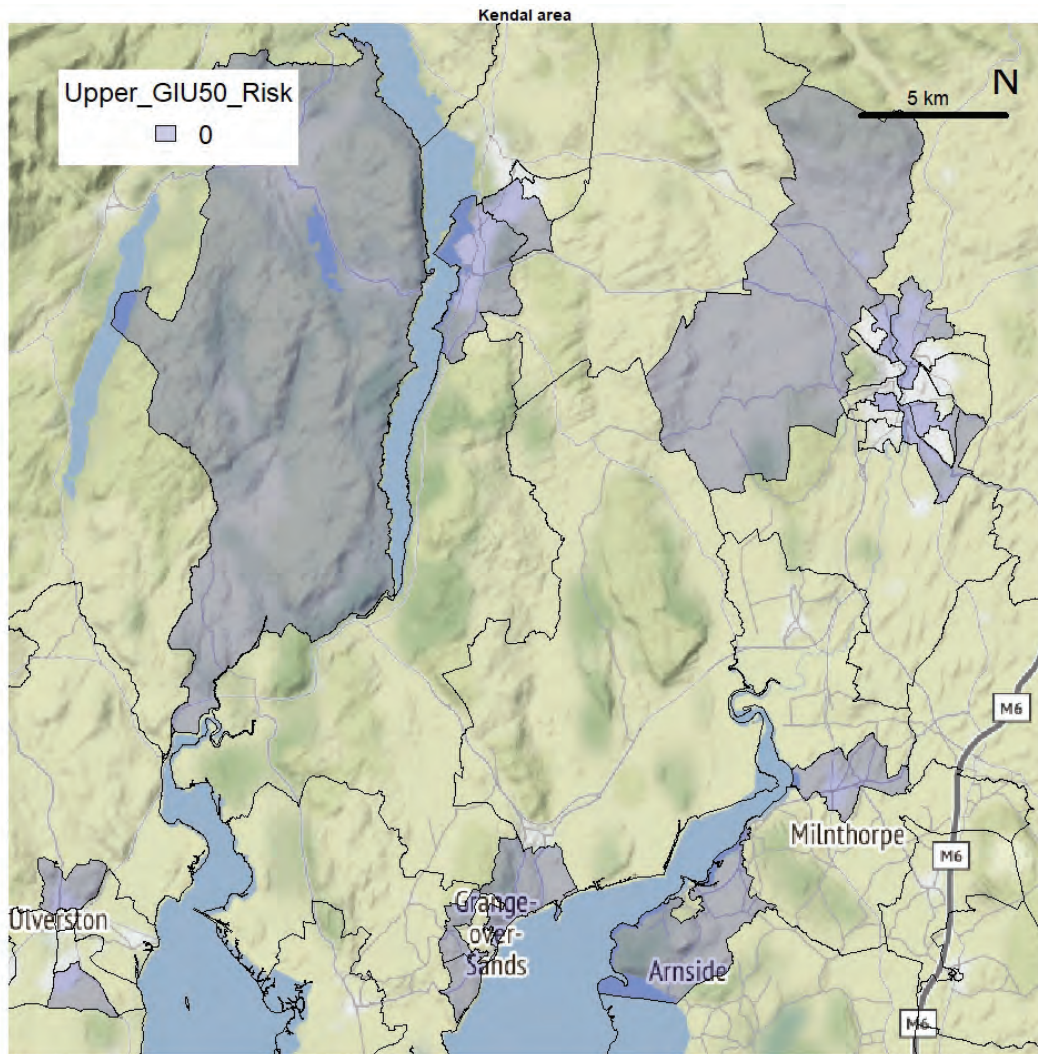 Kendal area
Upper_GIU50_Risk
0
N
5 km
M6
Milnthorpe
M6
Ulverston
Grange-
over-
Sands
Arnside
M6